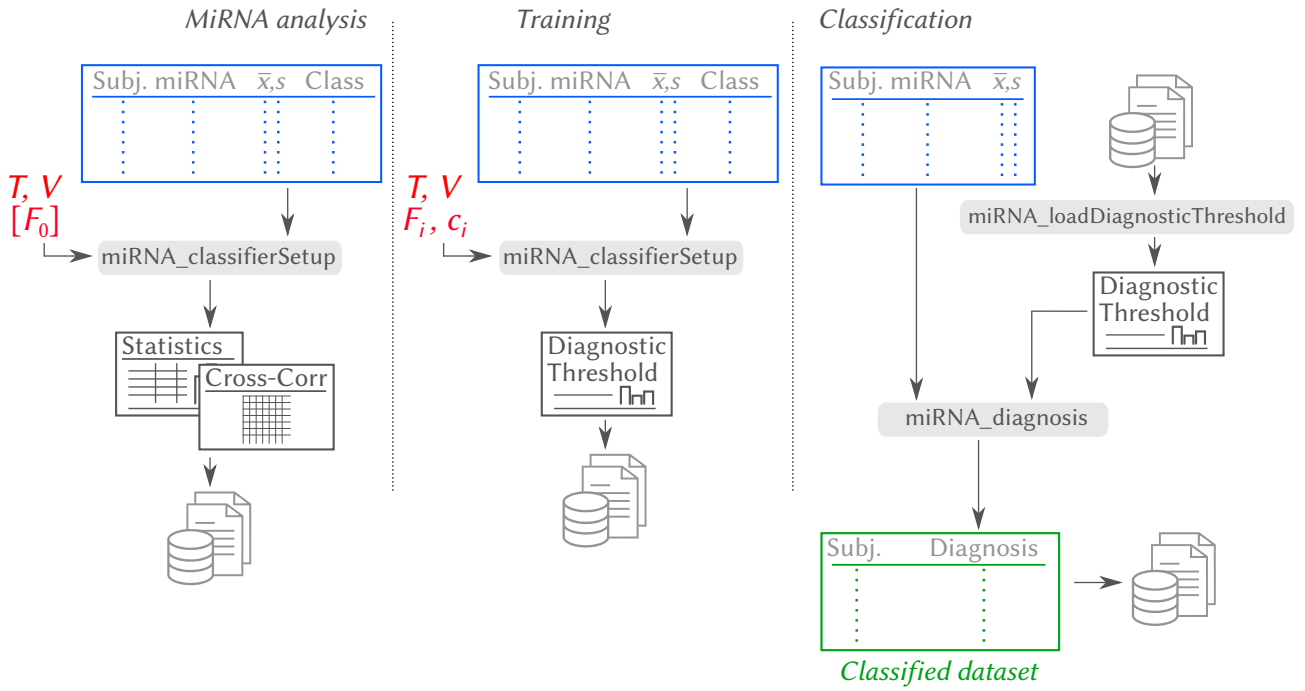 MiRNA analysis
Subj. miRNA x̅,s Class
T, V
[F₀]
miRNA_classifierSetup
Statistics
Cross-Corr
Training
Subj. miRNA x̅,s Class
T, V
Fᵢ , cᵢ
miRNA_classifierSetup
Diagnostic
Threshold
Classification
Subj. miRNA x̅,s
miRNA_loadDiagnosticThreshold
Diagnostic
Threshold
miRNA_diagnosis
Subj. Diagnosis
Classified dataset